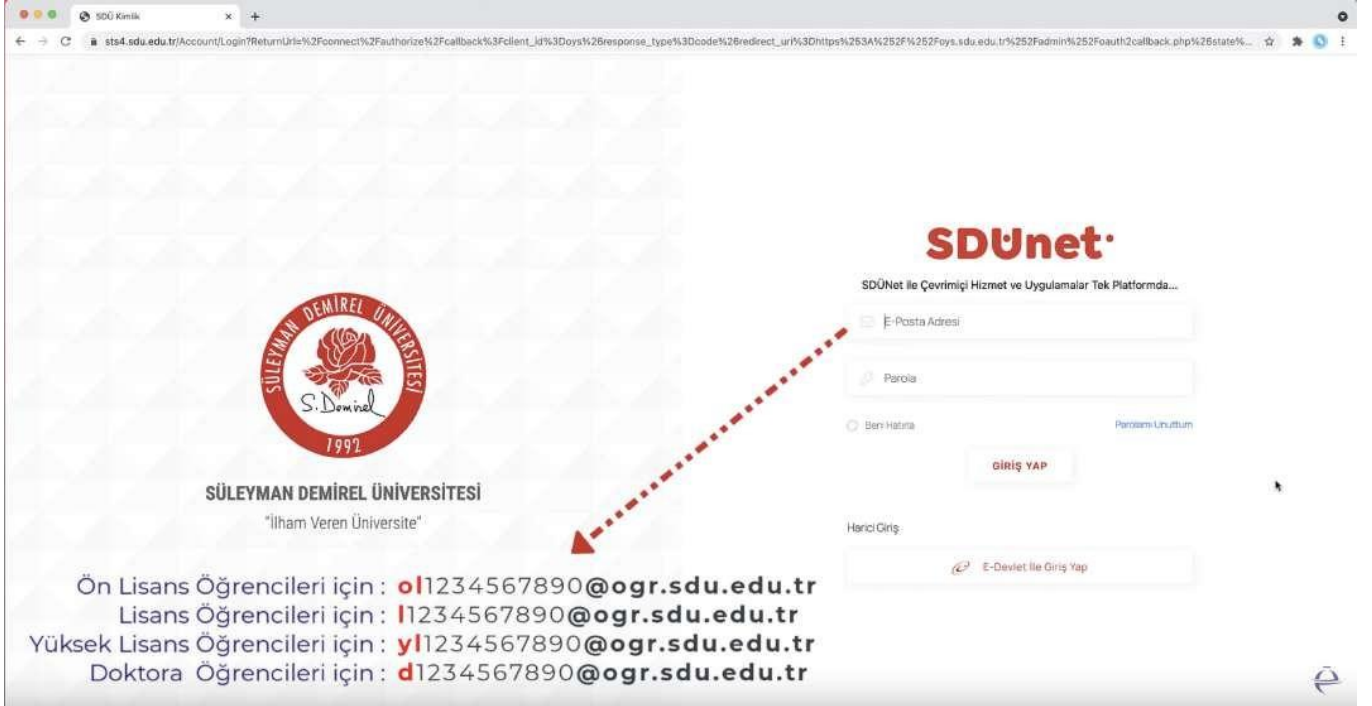 SDÜ Kimlik
sts4.sdu.edu.tr/Account/Login?ReturnUrl=%2Fconnect%2Fauthorize%2Fcallback%3Fclient_id%3Doys%26response_type%3Dcode%26redirect_uri%3Dhttps%253A%252F%252Foys.sdu.edu.tr%252Fadmin%252Foauth2callback.php%26state%...
SÜLEYMAN DEMİREL ÜNİVERSİTESİ
S. Demirel
1992
SÜLEYMAN DEMİREL ÜNİVERSİTESİ
"İlham Veren Üniversite"
SDÜnet
SDÜNet ile Çevrimiçi Hizmet ve Uygulamalar Tek Platformda...
E-Posta Adresi
Parola
Beni Hatırla
Parolamı Unuttum
GİRİŞ YAP
Harici Giriş
E-Devlet İle Giriş Yap
Ön Lisans Öğrencileri için : ol1234567890@ogr.sdu.edu.tr
Lisans Öğrencileri için : l1234567890@ogr.sdu.edu.tr
Yüksek Lisans Öğrencileri için : yl1234567890@ogr.sdu.edu.tr
Doktora Öğrencileri için : d1234567890@ogr.sdu.edu.tr